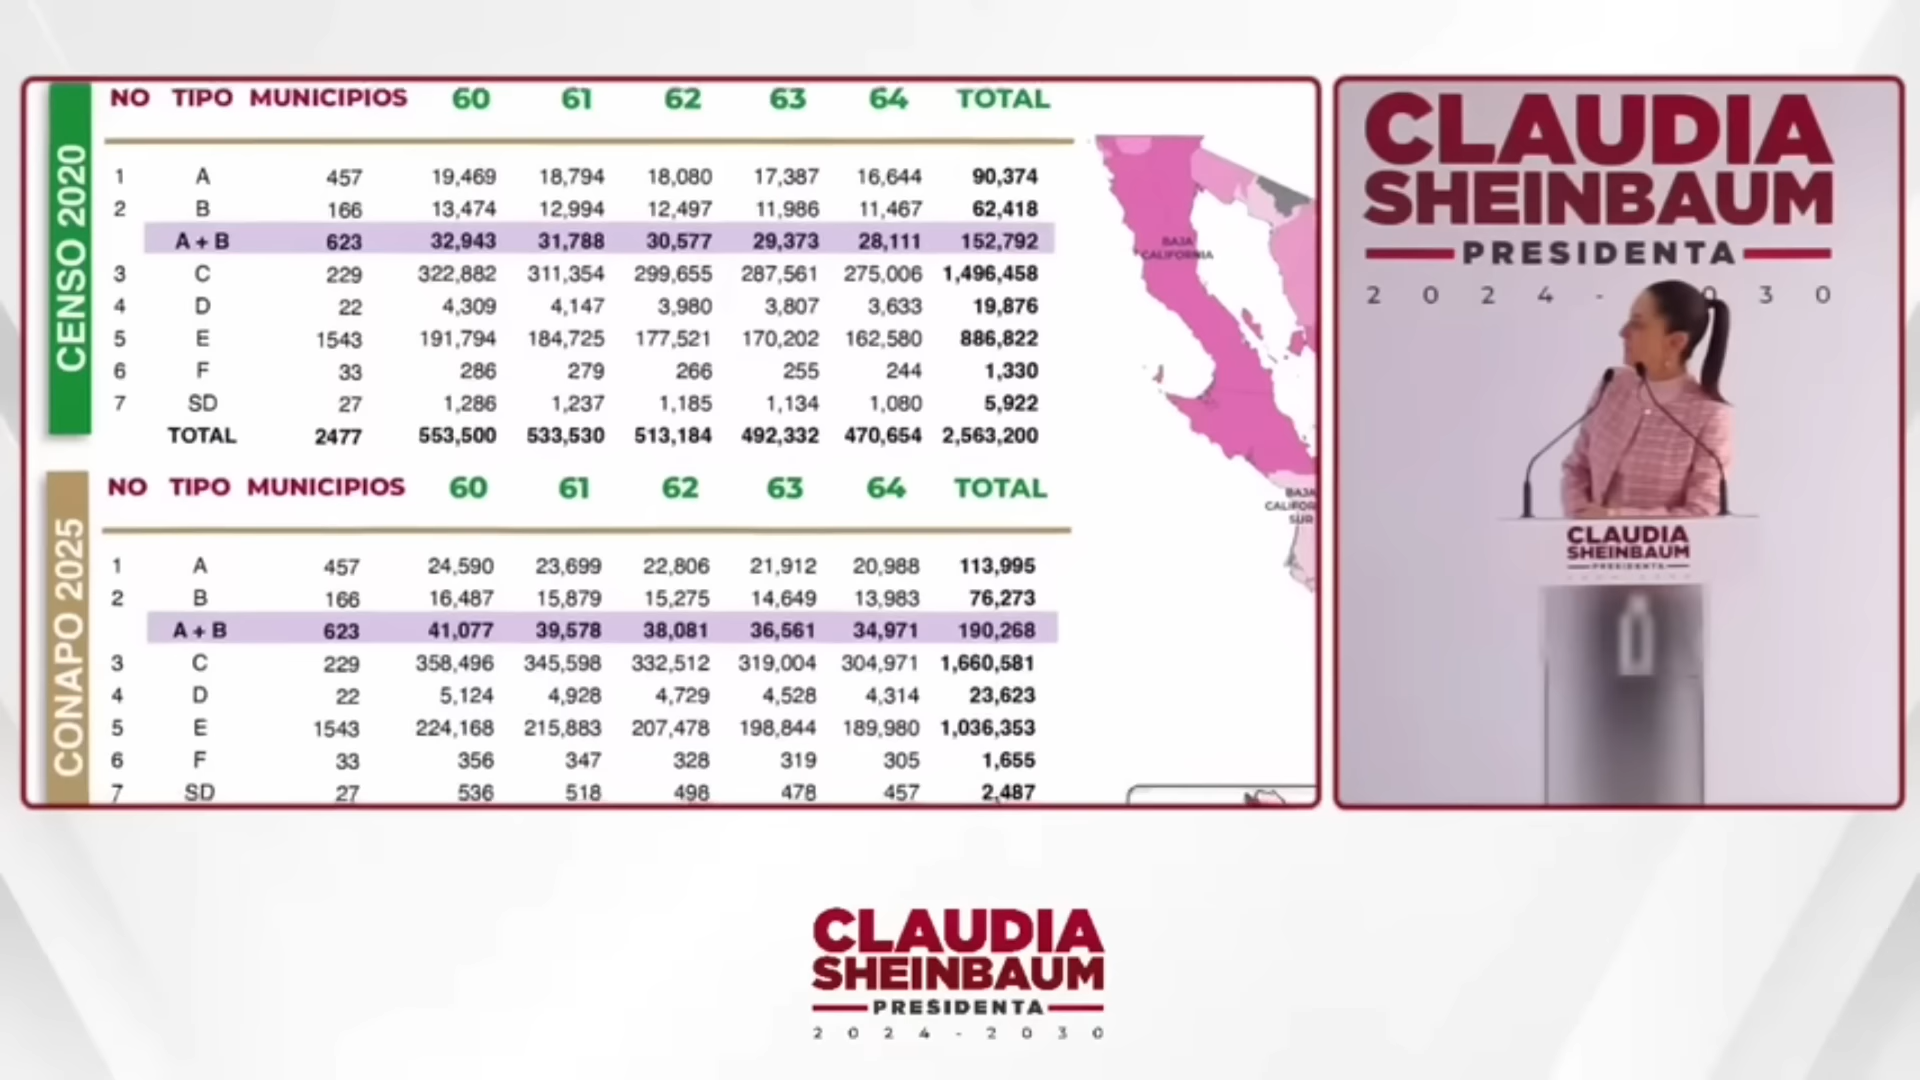 CENSO 2020
NO TIPO MUNICIPIOS 60 61 62 63 64 TOTAL
1 A 457 19,469 18,794 18,080 17,387 16,644 90,374
2 B 166 13,474 12,994 12,497 11,986 11,467 62,418
A + B 623 32,943 31,788 30,577 29,373 28,111 152,792
3 C 229 322,882 311,354 299,655 287,561 275,006 1,496,458
4 D 22 4,309 4,147 3,980 3,807 3,633 19,876
5 E 1543 191,794 184,725 177,521 170,202 162,580 886,822
6 F 33 286 279 266 255 244 1,330
7 SD 27 1,286 1,237 1,185 1,134 1,080 5,922
TOTAL 2477 553,500 533,530 513,184 492,332 470,654 2,563,200
CONAPO 2025
NO TIPO MUNICIPIOS 60 61 62 63 64 TOTAL
1 A 457 24,590 23,699 22,806 21,912 20,988 113,995
2 B 166 16,487 15,879 15,275 14,649 13,983 76,273
A + B 623 41,077 39,578 38,081 36,561 34,971 190,268
3 C 229 358,496 345,598 332,512 319,004 304,971 1,660,581
4 D 22 5,124 4,928 4,729 4,528 4,314 23,623
5 E 1543 224,168 215,883 207,478 198,844 189,980 1,036,353
6 F 33 356 347 328 319 305 1,655
7 SD 27 536 518 498 478 457 2,487
BAJA
CALIFORNIA
BAJA
CALIFOR
SUR
CLAUDIA
SHEINBAUM
PRESIDENTA
2 0 2 4 - 0 3 0
CLAUDIA
SHEINBAUM
PRESIDENTA
CLAUDIA
SHEINBAUM
PRESIDENTA
2 0 2 4 - 2 0 3 0